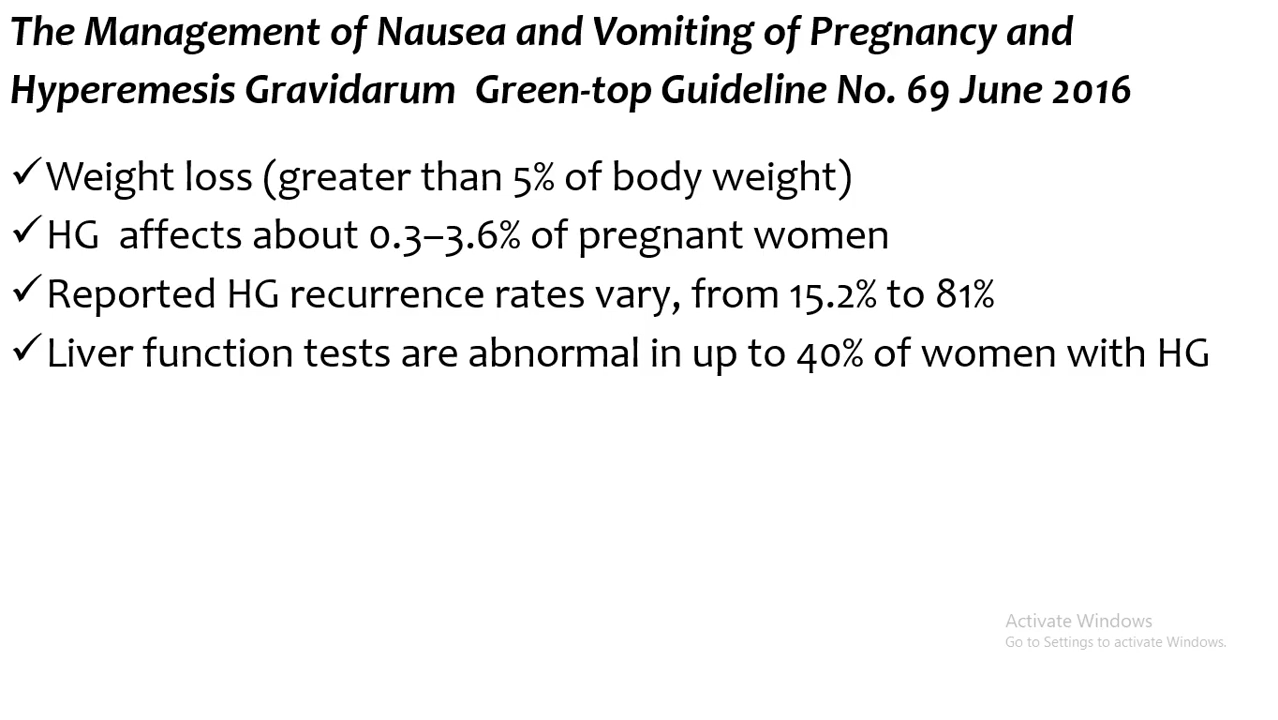 The Management of Nausea and Vomiting of Pregnancy and
Hyperemesis Gravidarum  Green-top Guideline No. 69 June 2016
✓Weight loss (greater than 5% of body weight)
✓HG  affects about 0.3–3.6% of pregnant women
✓Reported HG recurrence rates vary, from 15.2% to 81%
✓Liver function tests are abnormal in up to 40% of women with HG
Activate Windows
Go to Settings to activate Windows.